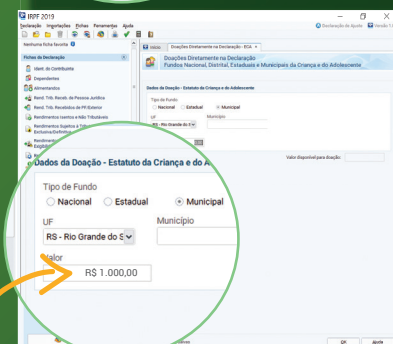 IRPF 2019
Declaração Importações Fichas Ferramentas Ajuda
Declaração de Ajuste
Nenhuma ficha favorita
Início
Doações Diretamente na Declaração - ECA ×
Fichas da Declaração
Doações Diretamente na Declaração
Fundos Nacional, Distrital, Estaduais e Municipais da Criança e do Adolescente
Ident. do Contribuinte
Dependentes
Alimentandos
Rend. Trib. Receb. de Pessoa Jurídica
Rend. Trib. Recebidos de PF/Exterior
Rendimentos Isentos e Não Tributáveis
Rendimentos Sujeitos à Trib.
Exclusiva/Definitiva
Dados da Doação - Estatuto da Criança e do Adolescente
Tipo de Fundo
Nacional Estadual Municipal
UF Município
RS - Rio Grande do S
Valor disponível para doação:
Dados da Doação - Estatuto da Criança e do A
Tipo de Fundo
Nacional Estadual Municipal
UF Município
RS - Rio Grande do S
Valor
R$ 1.000,00
OK Ajuda